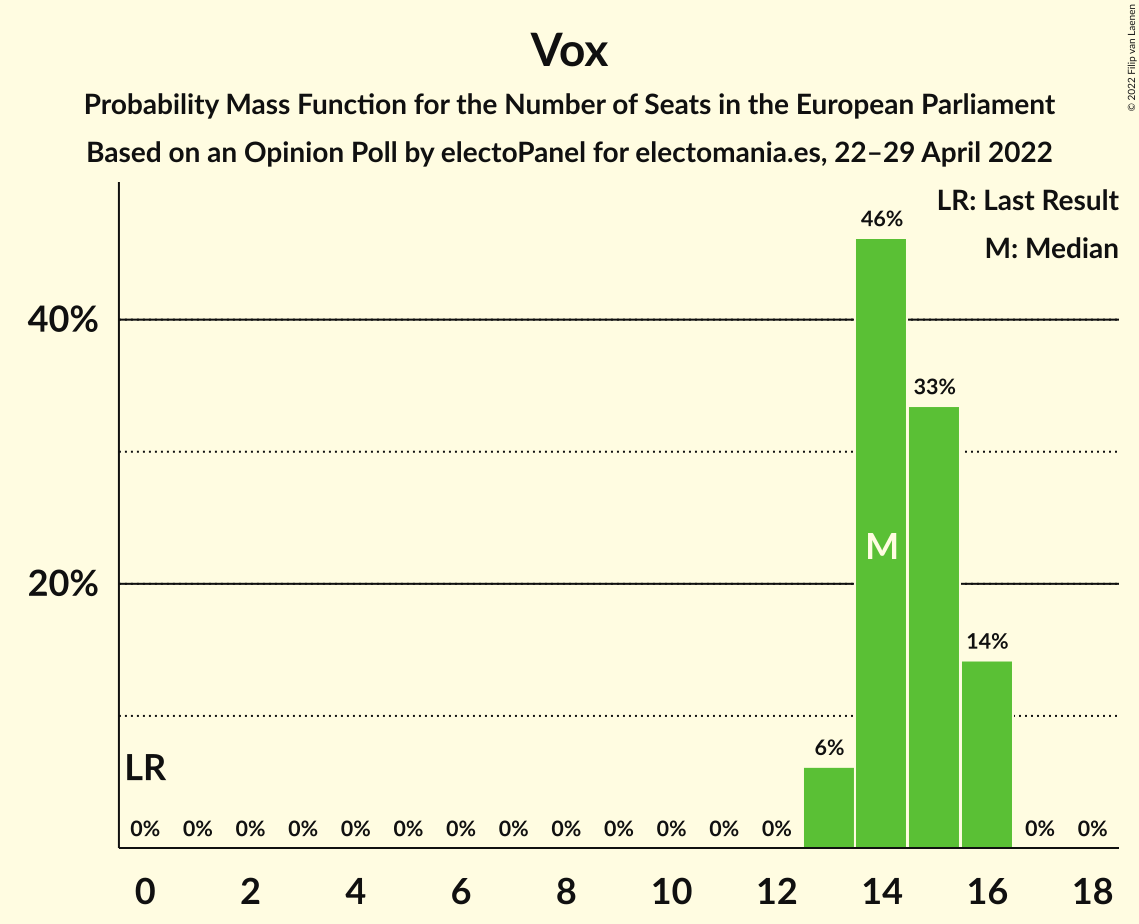 Vox
Probability Mass Function for the Number of Seats in the European Parliament
Based on an Opinion Poll by electoPanel for electomania.es, 22–29 April 2022
© 2022 Filip van Laenen
LR: Last Result
M: Median
46%
40%
33%
M
20%
14%
6%
LR
0% 0% 0% 0% 0% 0% 0% 0% 0% 0% 0% 0% 0% 0% 0%
0 2 4 6 8 10 12 14 16 18